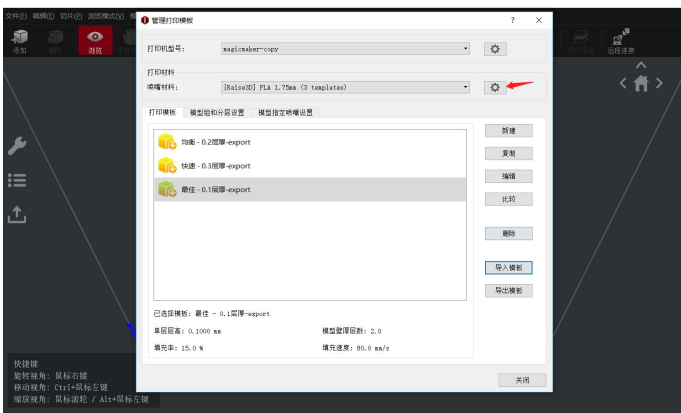 文件(F) 编辑(E) 切片(P) 浏览模式(V)
管理打印模板
? ×
添加 浏览 远程连接
打印机型号: magicmaker-copy
打印材料
喷嘴材料: [Raise3D] PLA 1.75mm (3 templates)
打印模板 模型组和分层设置 模型指定喷嘴设置
均衡 - 0.2层厚-export
快速 - 0.3层厚-export
最佳 - 0.1层厚-export
新建
复制
编辑
比较
删除
导入模板
导出模板
已选择模板: 最佳 - 0.1层厚-export
单层层高: 0.1000 mm 模型壁厚层数: 2.0
填充率: 15.0 % 填充速度: 80.0 mm/s
关闭
快捷键
旋转视角: 鼠标右键
移动视角: Ctrl+鼠标左键
缩放视角: 鼠标滚轮 / Alt+鼠标左键